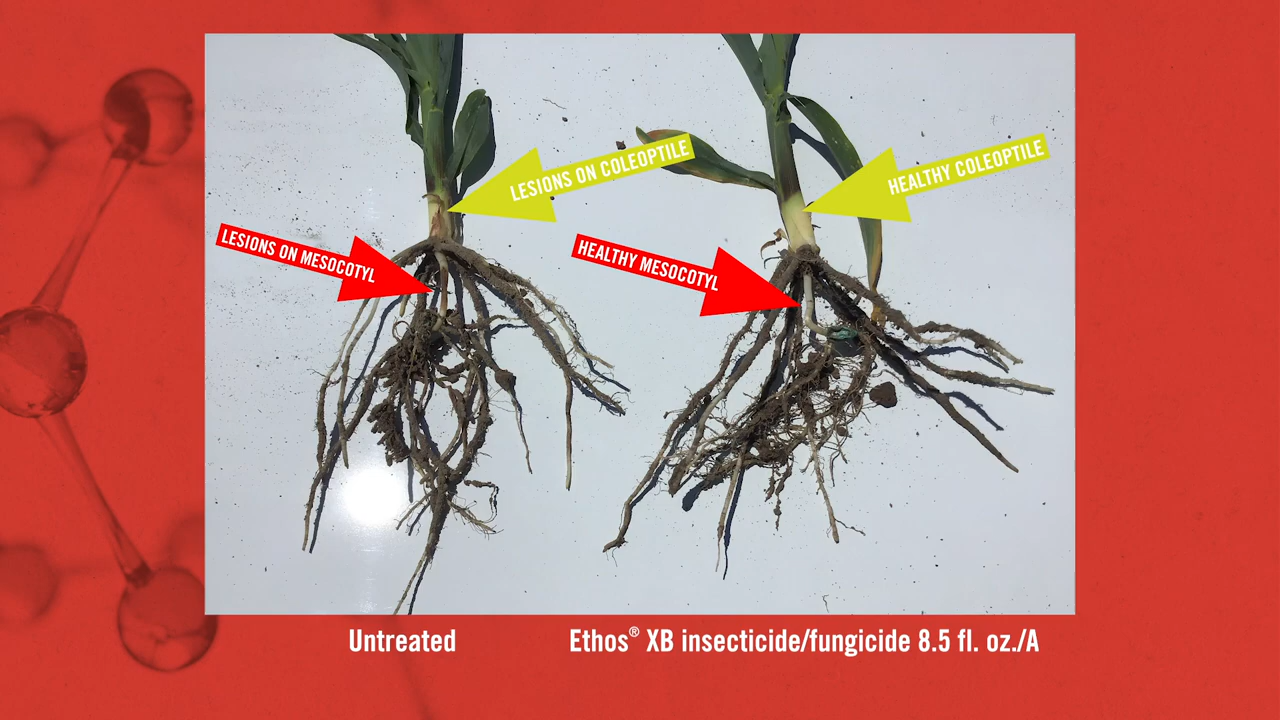 LESIONS ON COLEOPTILE
HEALTHY COLEOPTILE
LESIONS ON MESOCOTYL
HEALTHY MESOCOTYL
Untreated
Ethos® XB insecticide/fungicide 8.5 fl. oz./A